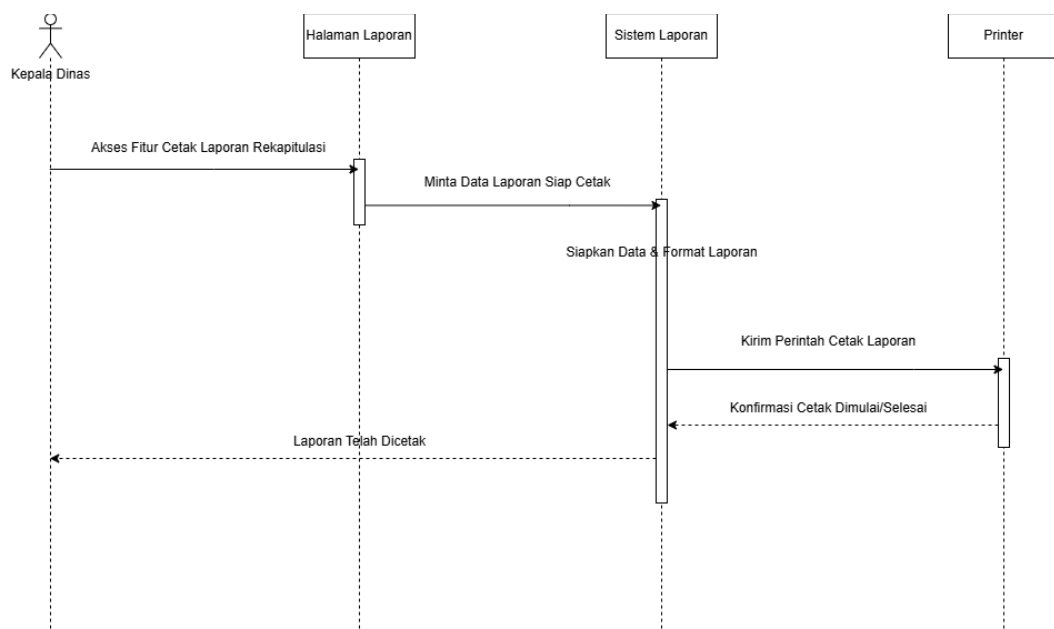 Halaman Laporan
Sistem Laporan
Printer
Kepala Dinas
Akses Fitur Cetak Laporan Rekapitulasi
Minta Data Laporan Siap Cetak
Siapkan Data & Format Laporan
Kirim Perintah Cetak Laporan
Konfirmasi Cetak Dimulai/Selesai
Laporan Telah Dicetak